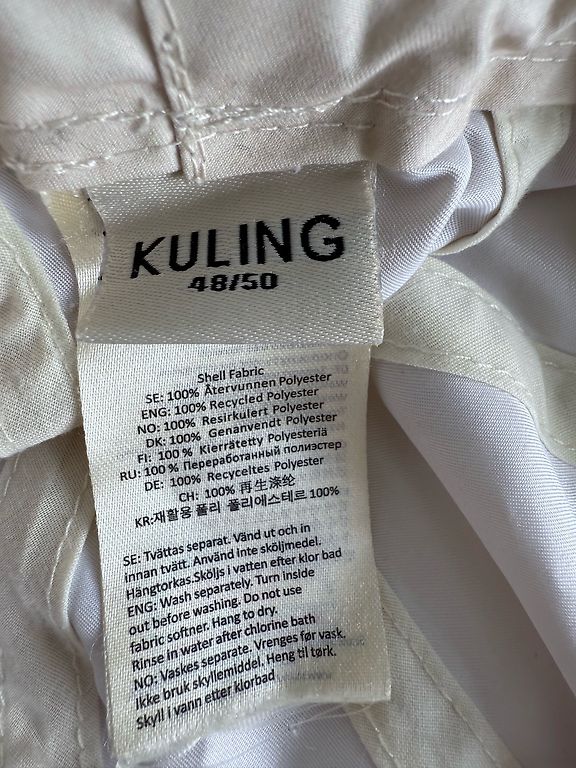 KULING
48/50
Shell Fabric
SE: 100% Återvunnen Polyester
ENG: 100% Recycled Polyester
NO: 100% Resirkulert Polyester
DK: 100% Genanvendt Polyester
FI: 100% Kierrätetty Polyesteriä
RU: 100% Переработанный полиэстер
DE: 100% Recyceltes Polyester
CH: 100% 再生涤纶
KR:재활용 폴리 폴리에스테르 100%
SE: Tvättas separat. Vänd ut och in
innan tvätt. Använd inte sköljmedel.
Hängtorkas.Skóljs i vatten efter klor bad
ENG: Wash separately. Turn inside
out before washing. Do not use
fabric softner. Hang to dry.
Rinse in water after chlorine bath
NO: Vaskes separate. Vrenges før vask.
Ikke bruk skyllemiddel. Heng til tørk.
Skyll i vann etter klorbad